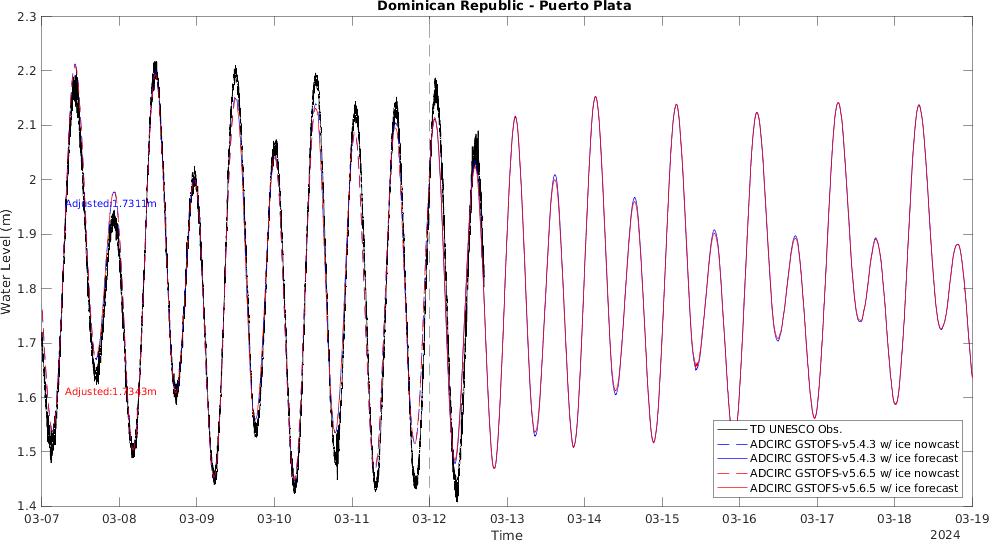 Dominican Republic - Puerto Plata
2.3
2.2
2.1
2
1.9
1.8
1.7
1.6
1.5
1.4
Water Level (m)
Adjusted:1.7311m
Adjusted:1.7343m
TD UNESCO Obs.
ADCIRC GSTOFS-v5.4.3 w/ ice nowcast
ADCIRC GSTOFS-v5.4.3 w/ ice forecast
ADCIRC GSTOFS-v5.6.5 w/ ice nowcast
ADCIRC GSTOFS-v5.6.5 w/ ice forecast
03-07 03-08 03-09 03-10 03-11 03-12 03-13 03-14 03-15 03-16 03-17 03-18 03-19
Time
2024